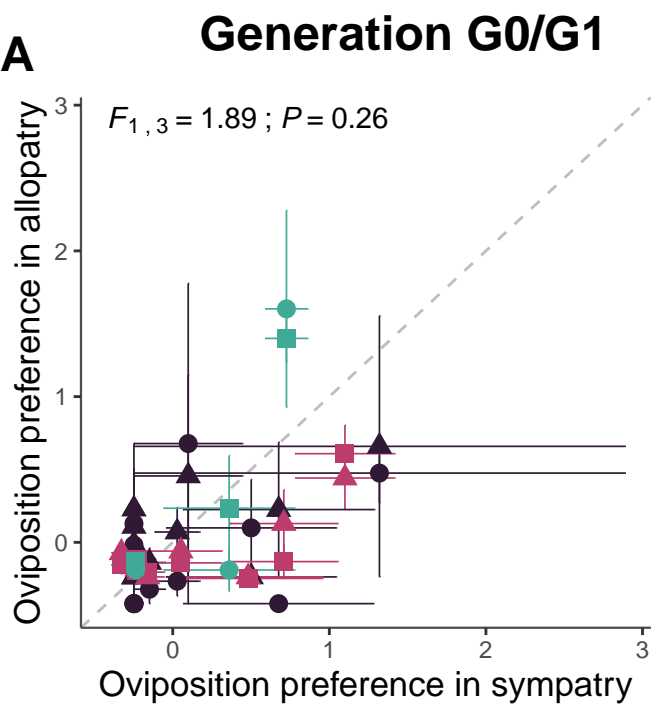 Generation G0/G1
A
F1 , 3 = 1.89 ; P = 0.26
Oviposition preference in allopatry
3
2
1
0
0 1 2 3
Oviposition preference in sympatry